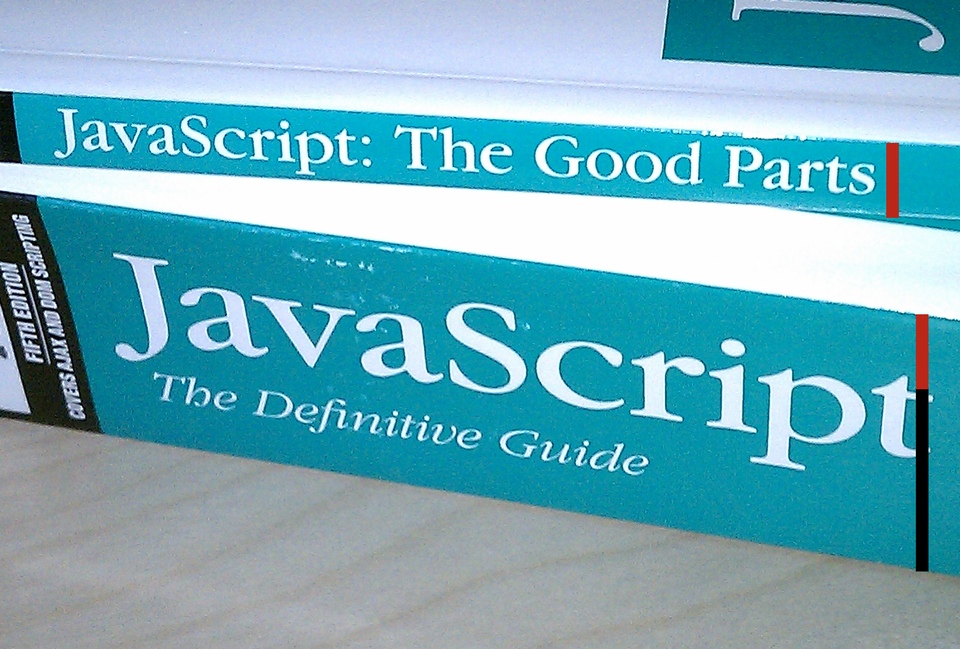 JavaScript: The Good Parts
FIFTH EDITION
COVERS AJAX AND DOM SCRIPTING
JavaScript
The Definitive Guide